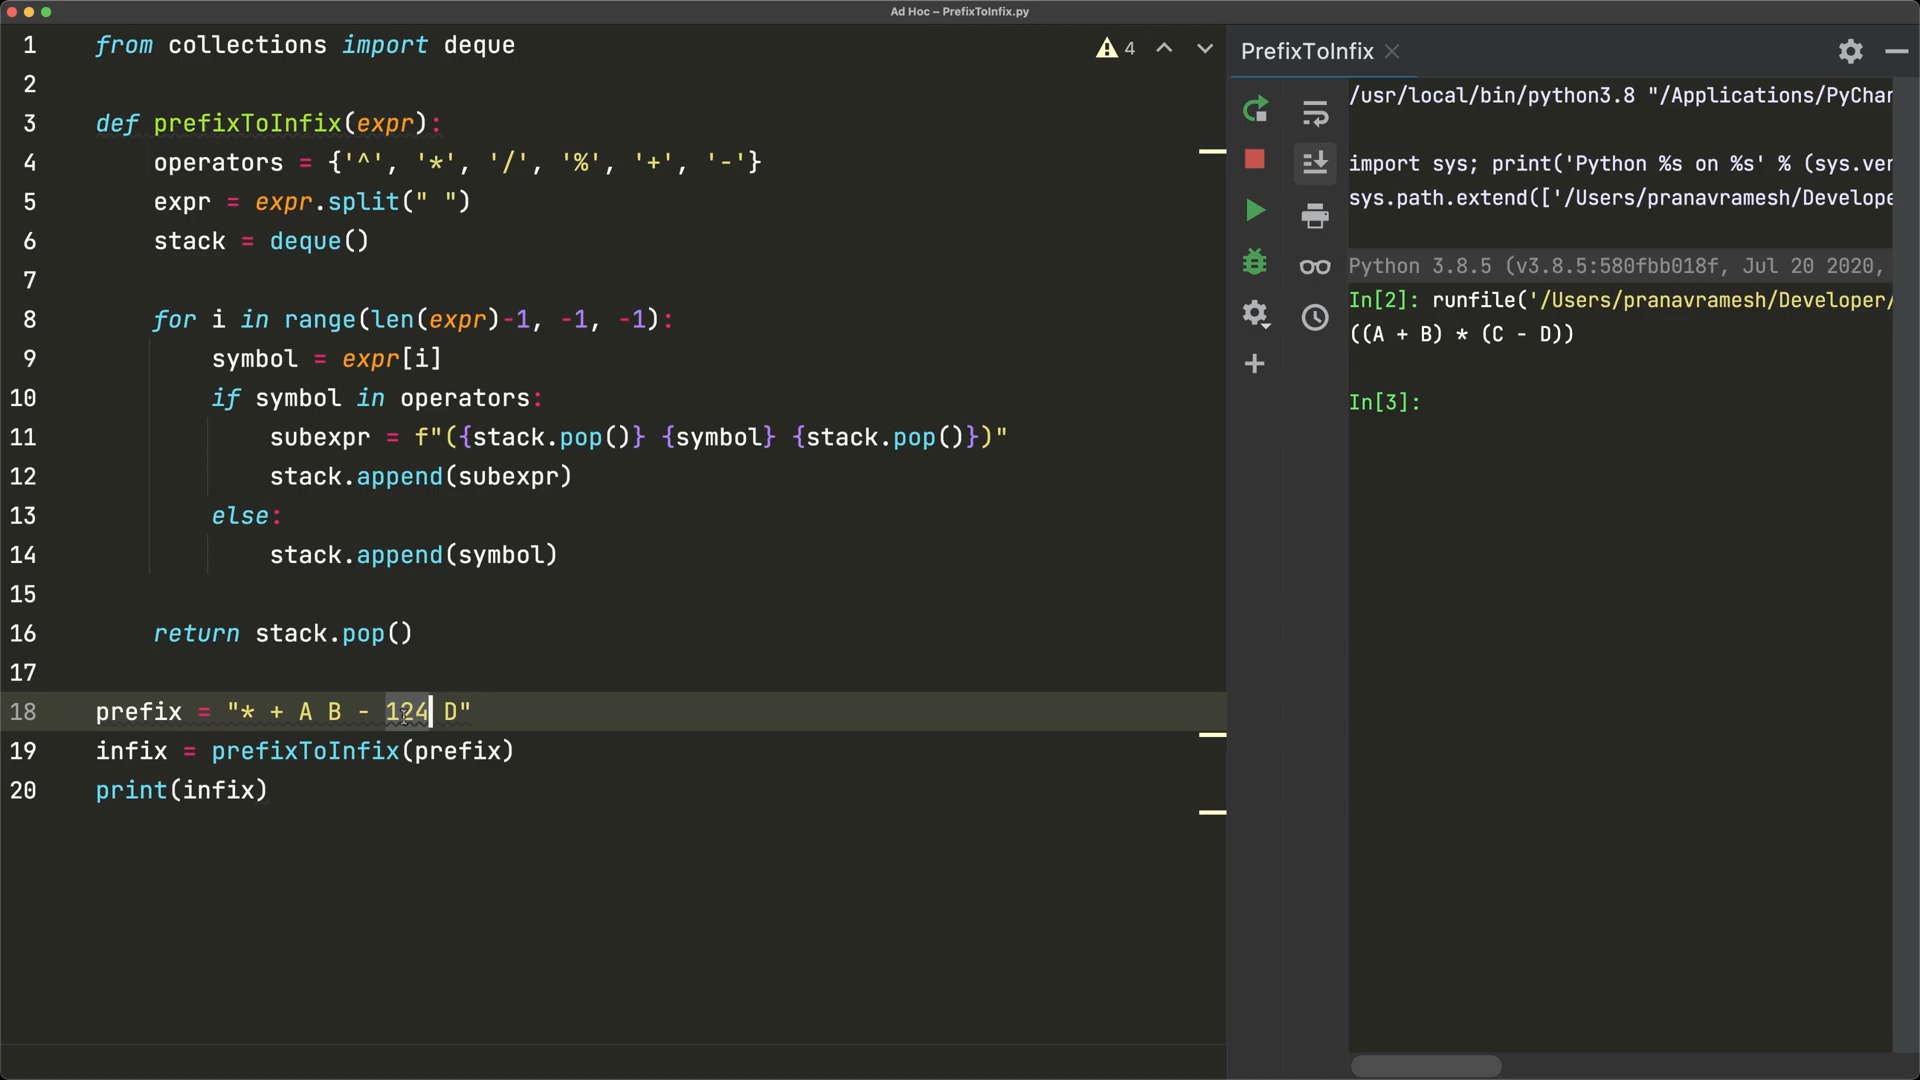 Ad Hoc – PrefixToInfix.py
1 from collections import deque
2
3 def prefixToInfix(expr):
4 operators = {'^', '*', '/', '%', '+', '-'}
5 expr = expr.split(" ")
6 stack = deque()
7
8 for i in range(len(expr)-1, -1, -1):
9 symbol = expr[i]
10 if symbol in operators:
11 subexpr = f"({stack.pop()} {symbol} {stack.pop()})"
12 stack.append(subexpr)
13 else:
14 stack.append(symbol)
15
16 return stack.pop()
17
18 prefix = "* + A B - 124 D"
19 infix = prefixToInfix(prefix)
20 print(infix)
4
PrefixToInfix
/usr/local/bin/python3.8 "/Applications/PyChar
import sys; print('Python %s on %s' % (sys.ver
sys.path.extend(['/Users/pranavramesh/Develope
Python 3.8.5 (v3.8.5:580fbb018f, Jul 20 2020,
In[2]: runfile('/Users/pranavramesh/Developer/
((A + B) * (C - D))
In[3]: